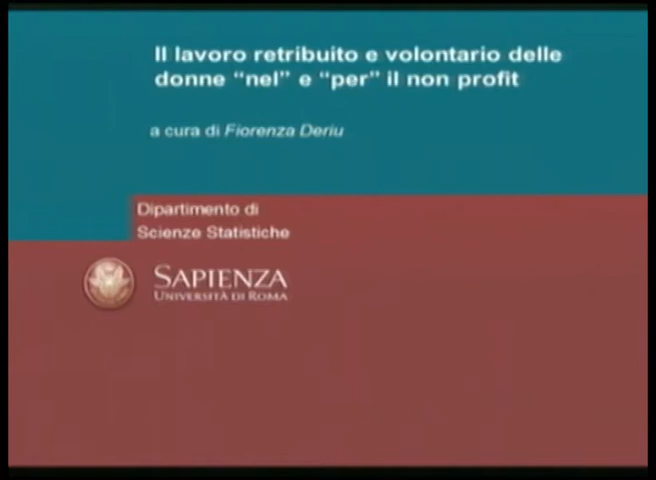 Il lavoro retribuito e volontario delle
donne “nel” e “per” il non profit
a cura di Fiorenza Deriu
Dipartimento di
Scienze Statistiche
SAPIENZA
UNIVERSITÀ DI ROMA